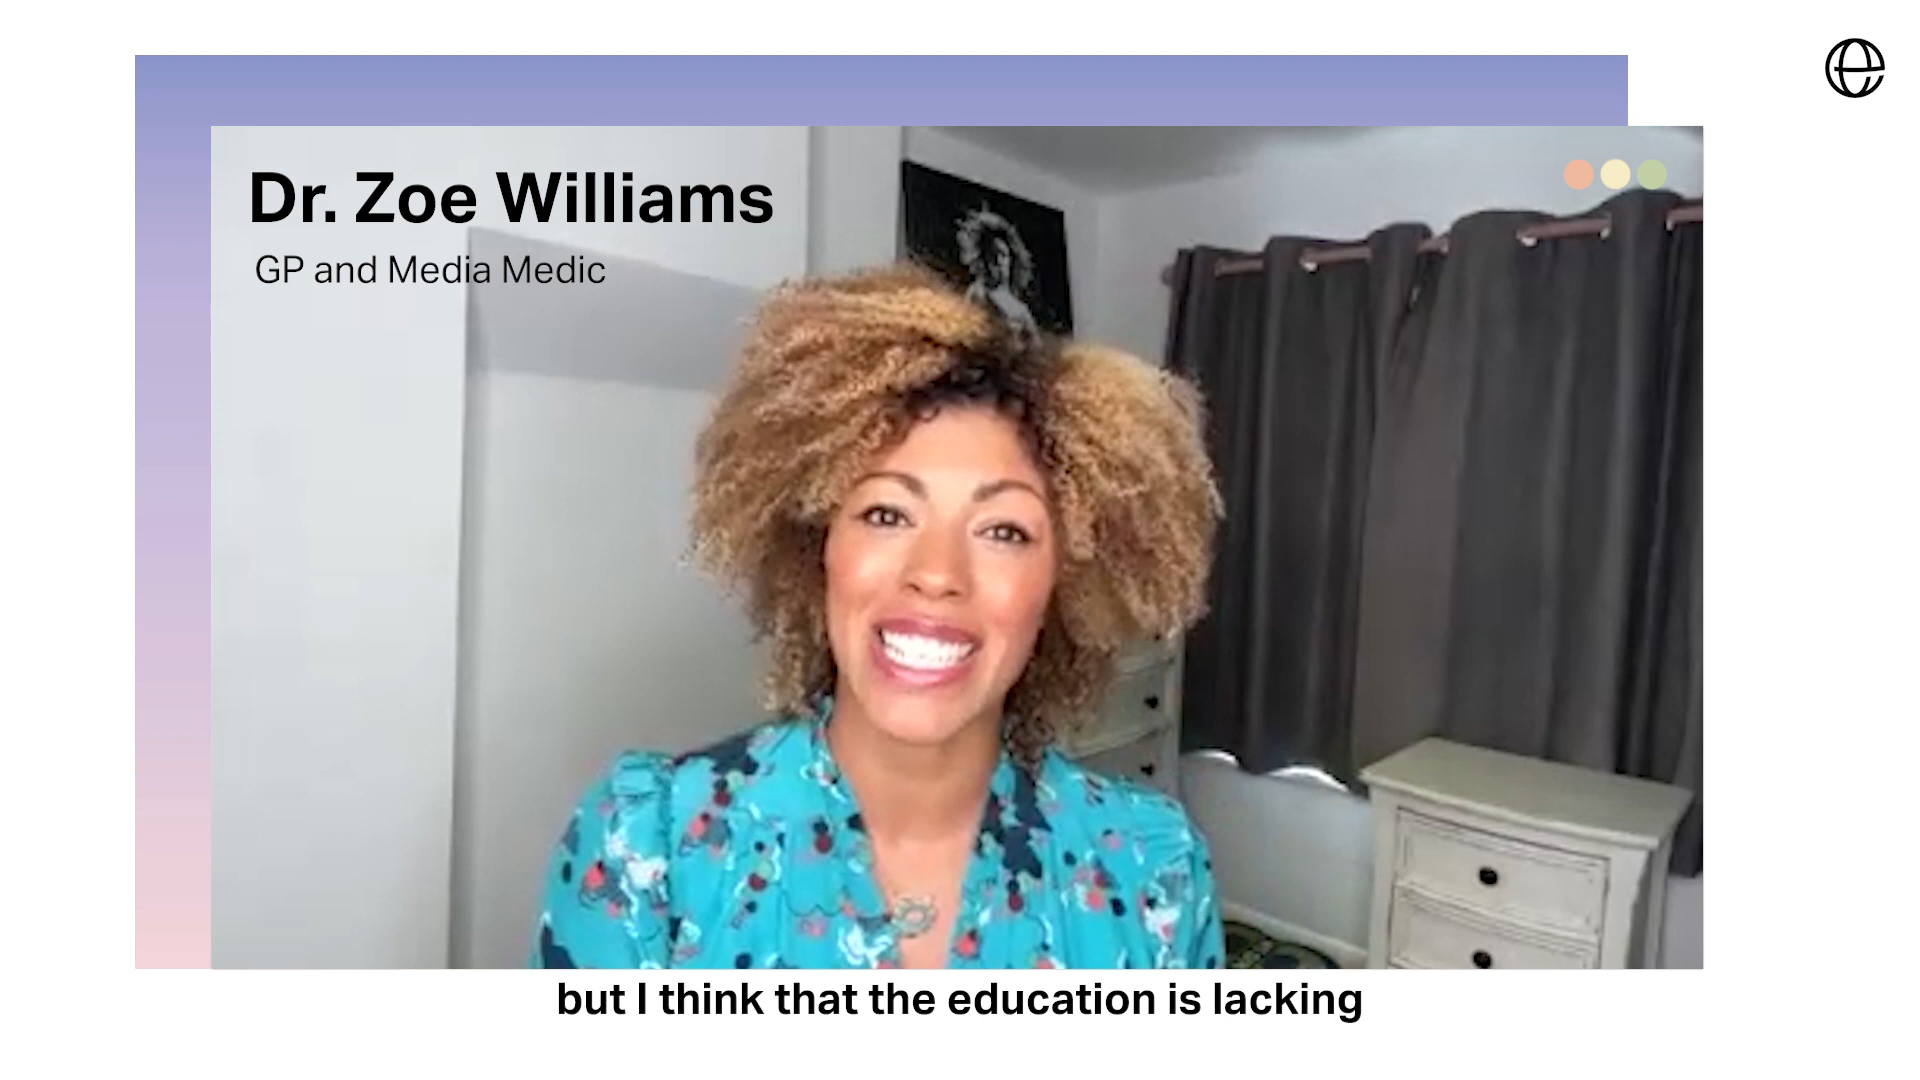 Dr. Zoe Williams
GP and Media Medic
but I think that the education is lacking